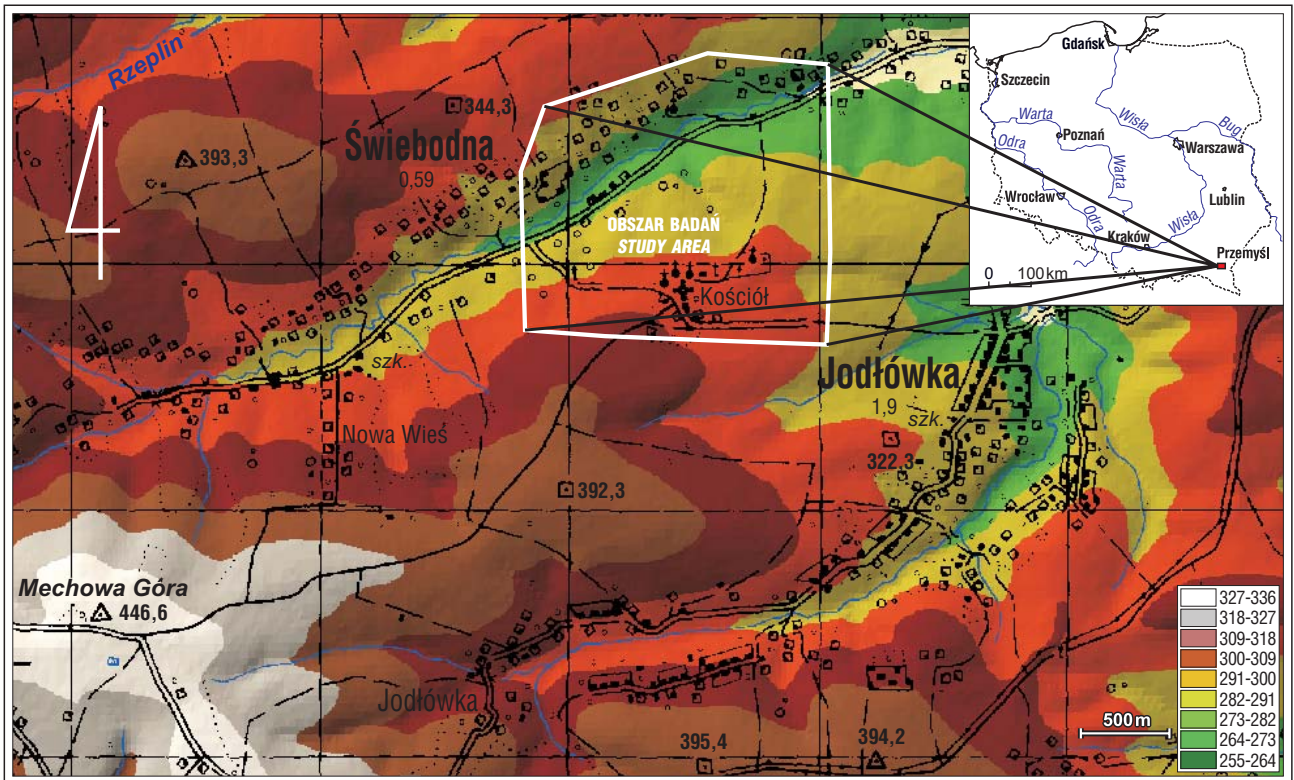 Rzeplin
344,3
Świebodna
0,59
393,3
OBSZAR BADAŃ
STUDY AREA
Kościół
szk.
Nowa Wieś
Jodłówka
1,9
szk.
322,3
392,3
Mechowa Góra
446,6
Jodłówka
395,4
394,2
500 m
Gdańsk
Szczecin
Warta
Wisła
Bug
Poznań
Odra
Warszawa
Warta
Wrocław
Lublin
Odra
Wisła
Kraków
Przemyśl
0 100 km
327-336
318-327
309-318
300-309
291-300
282-291
273-282
264-273
255-264